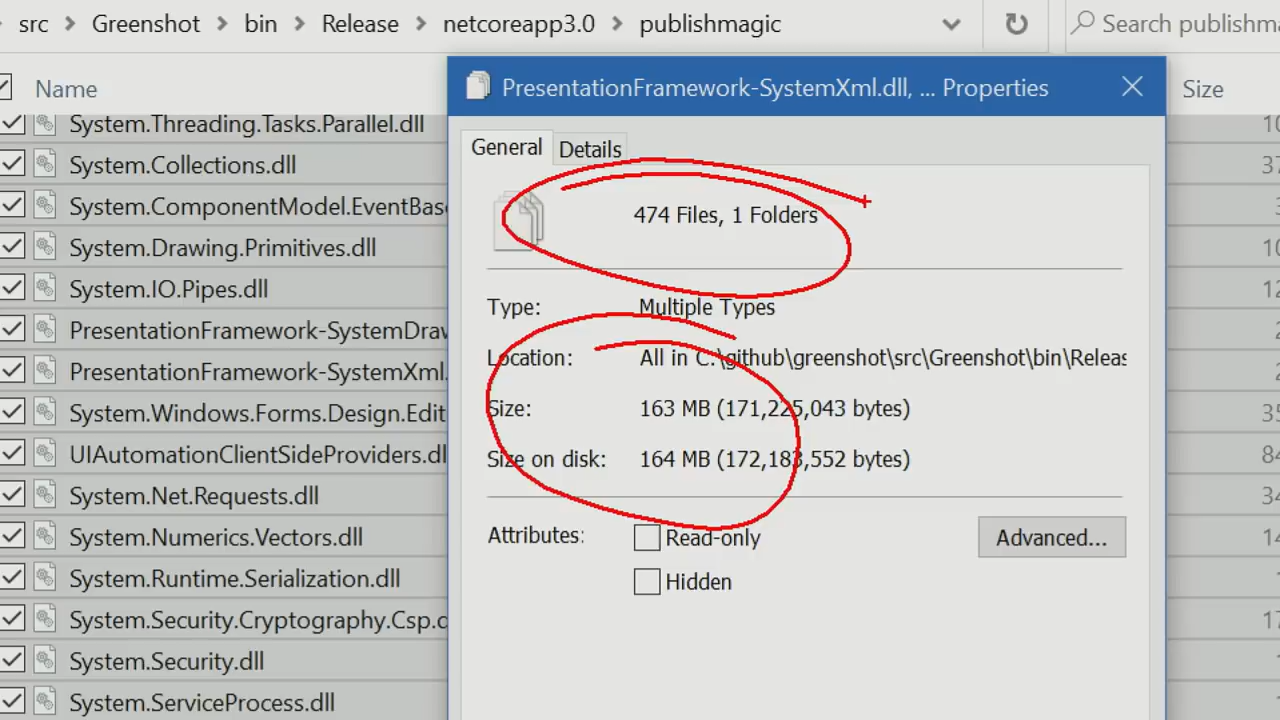 src > Greenshot > bin > Release > netcoreapp3.0 > publishmagic
Search publishma
Name
Size
System.Threading.Tasks.Parallel.dll
System.Collections.dll
System.ComponentModel.EventBase
System.Drawing.Primitives.dll
System.IO.Pipes.dll
PresentationFramework-SystemDraw
PresentationFramework-SystemXml.
System.Windows.Forms.Design.Edit
UIAutomationClientSideProviders.dl
System.Net.Requests.dll
System.Numerics.Vectors.dll
System.Runtime.Serialization.dll
System.Security.Cryptography.Csp.d
System.Security.dll
System.ServiceProcess.dll
PresentationFramework-SystemXml.dll, ... Properties
General Details
474 Files, 1 Folders
Type: Multiple Types
Location: All in C:\github\greenshot\src\Greenshot\bin\Releas
Size: 163 MB (171,225,043 bytes)
Size on disk: 164 MB (172,183,552 bytes)
Attributes: Read-only
Advanced...
Hidden